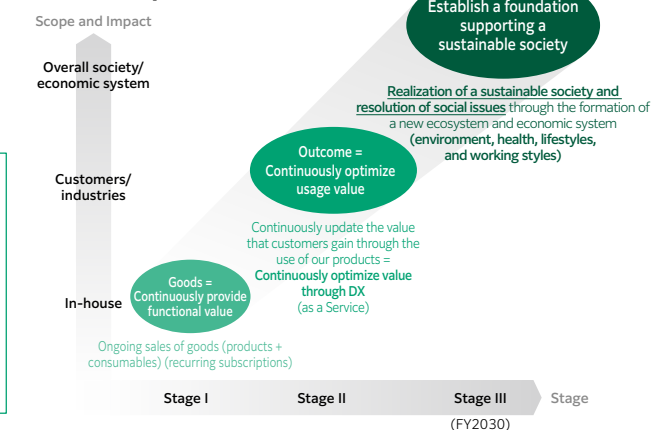 Scope and Impact
Establish a foundation
supporting a
sustainable society
Overall society/
economic system
Realization of a sustainable society and
resolution of social issues through the formation of
a new ecosystem and economic system
(environment, health, lifestyles,
and working styles)
Outcome =
Continuously optimize
usage value
Customers/
industries
Continuously update the value
that customers gain through the
use of our products =
Continuously optimize value
through DX
(as a Service)
Goods =
Continuously provide
functional value
In-house
Ongoing sales of goods (products +
consumables) (recurring subscriptions)
Stage I
Stage II
Stage III
Stage
(FY2030)